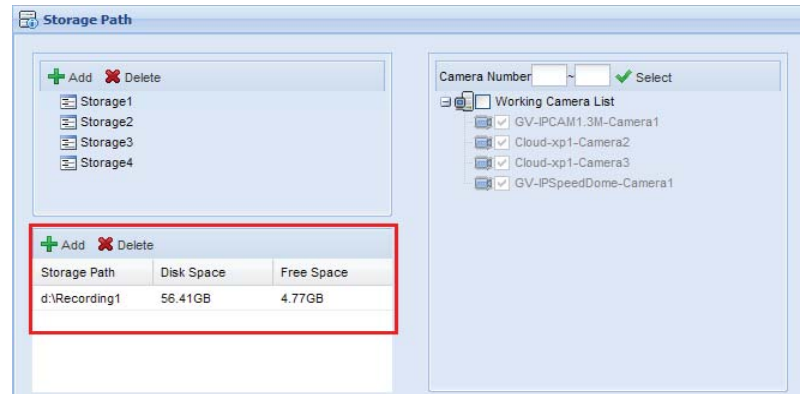 Storage Path
Add Delete
Storage1
Storage2
Storage3
Storage4
Add Delete
Storage Path Disk Space Free Space
d:\Recording1 56.41GB 4.77GB
Camera Number ~ Select
Working Camera List
GV-IPCAM1.3M-Camera1
Cloud-xp1-Camera2
Cloud-xp1-Camera3
GV-IPSpeedDome-Camera1